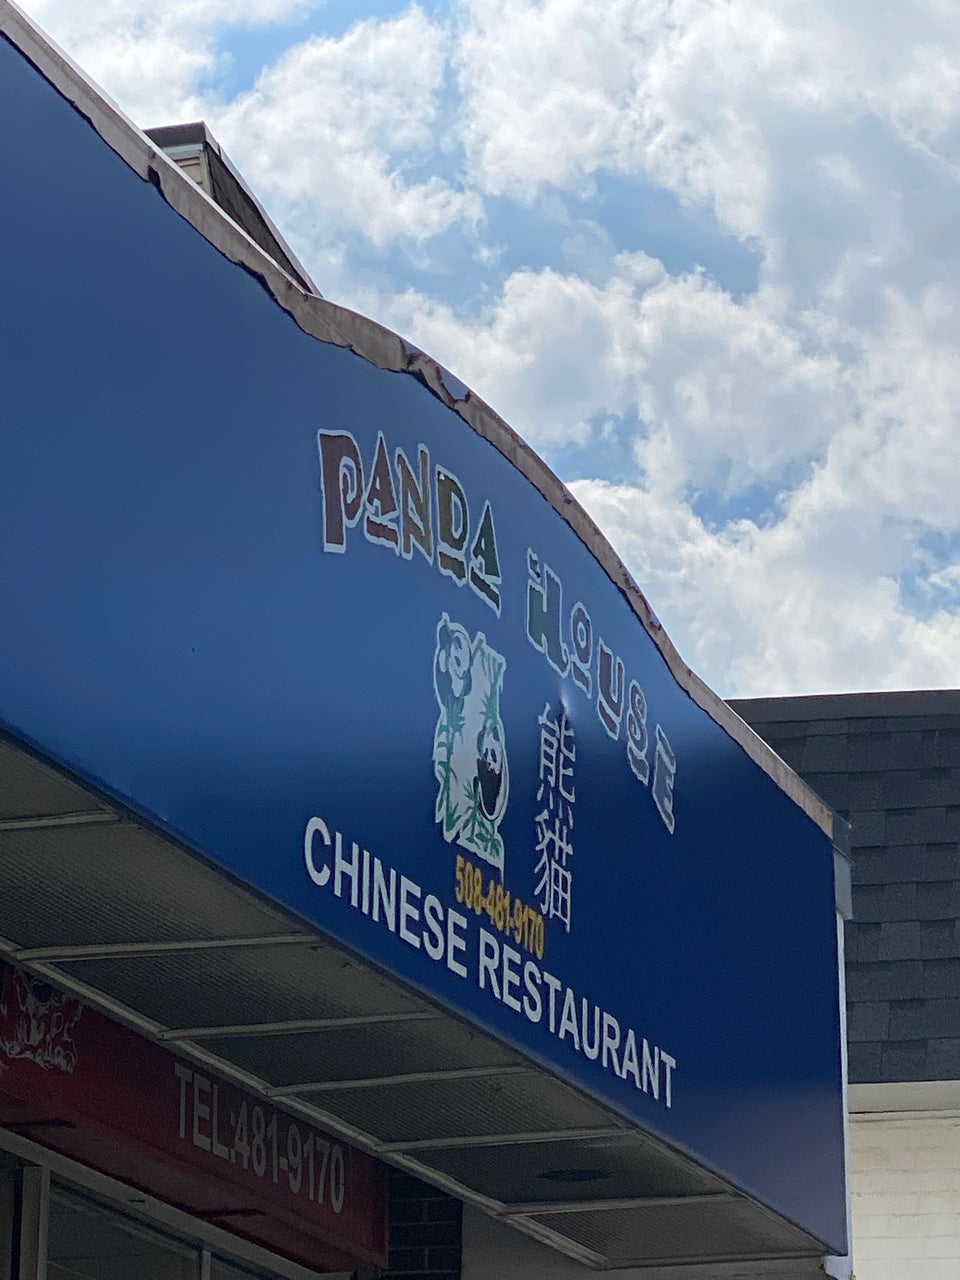 PANDA HOUSE
熊貓
508-481-9170
CHINESE RESTAURANT
TEL:481-9170